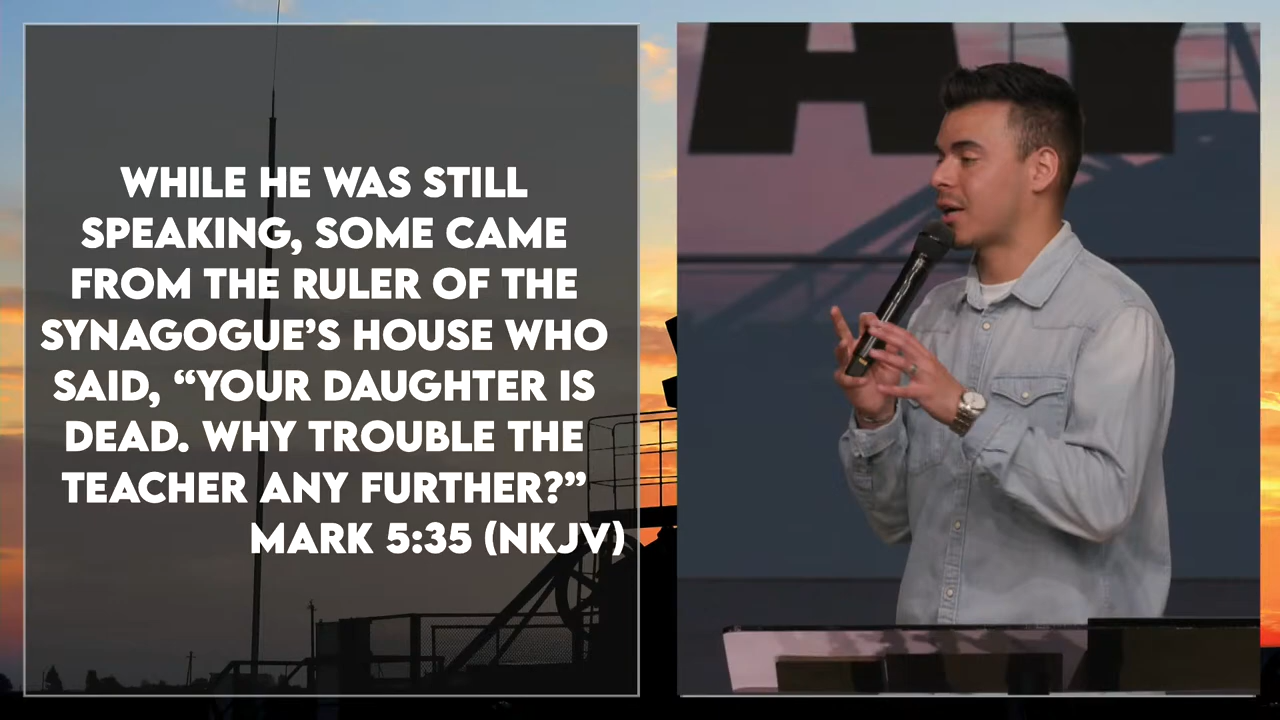 WHILE HE WAS STILL
SPEAKING, SOME CAME
FROM THE RULER OF THE
SYNAGOGUE’S HOUSE WHO
SAID, “YOUR DAUGHTER IS
DEAD. WHY TROUBLE THE
TEACHER ANY FURTHER?”
MARK 5:35 (NKJV)
AY